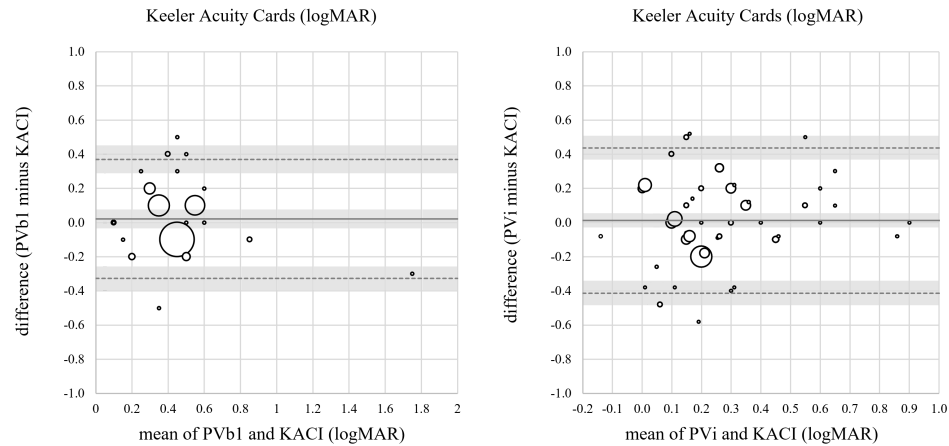 Keeler Acuity Cards (logMAR)
difference (PVb1 minus KACI)
1.0
0.8
0.6
0.4
0.2
0.0
-0.2
-0.4
-0.6
-0.8
-1.0
0 0.2 0.4 0.6 0.8 1 1.2 1.4 1.6 1.8 2
mean of PVb1 and KACI (logMAR)
Keeler Acuity Cards (logMAR)
difference (PVi minus KACI)
1.0
0.8
0.6
0.4
0.2
0.0
-0.2
-0.4
-0.6
-0.8
-1.0
-0.2 -0.1 0.0 0.1 0.2 0.3 0.4 0.5 0.6 0.7 0.8 0.9 1.0
mean of PVi and KACI (logMAR)